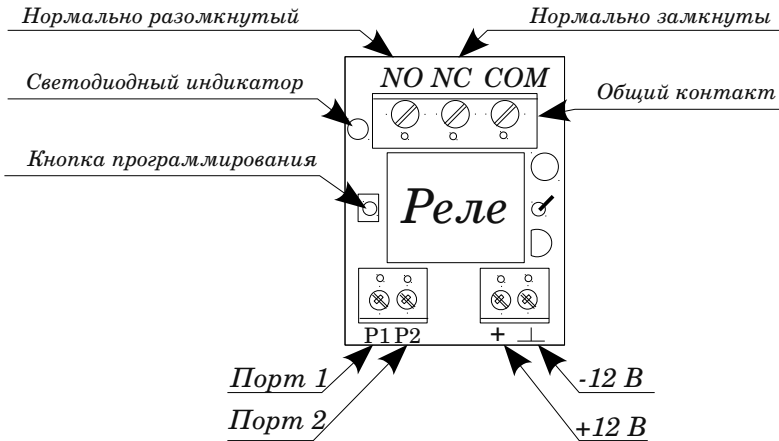 Нормально разомкнутый
Нормально замкнуты
NO NC COM
Светодиодный индикатор
Общий контакт
Кнопка программирования
Реле
P1 P2
+
Порт 1
-12 В
Порт 2
+12 В